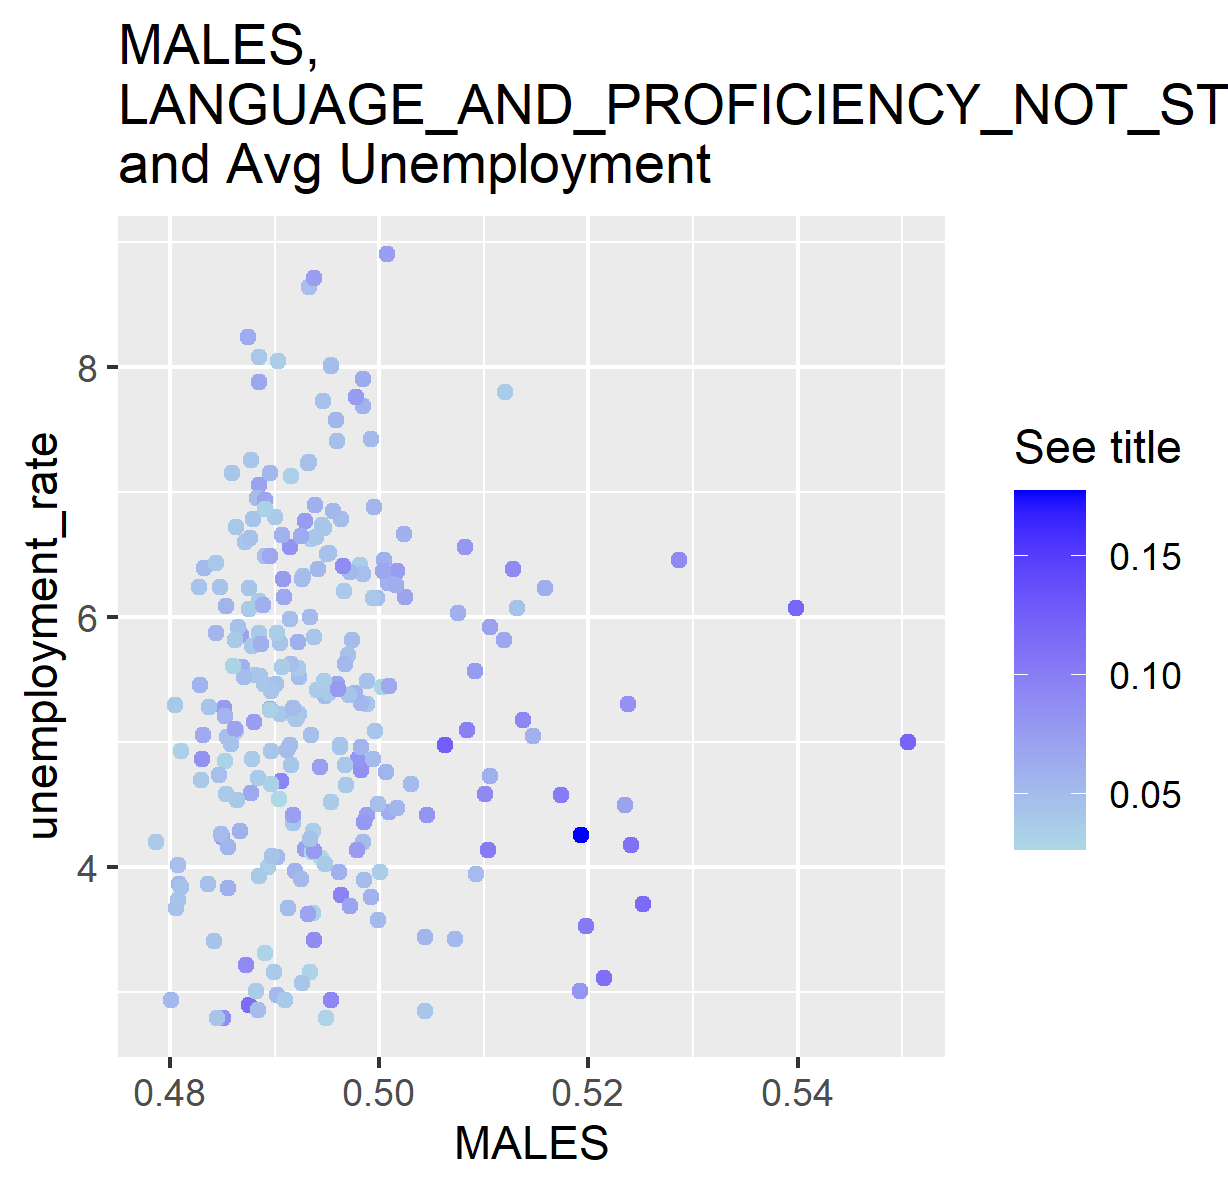 MALES,
LANGUAGE_AND_PROFICIENCY_NOT_ST
and Avg Unemployment
unemployment_rate
8
6
4
0.48
0.50
0.52
0.54
MALES
See title
0.15
0.10
0.05